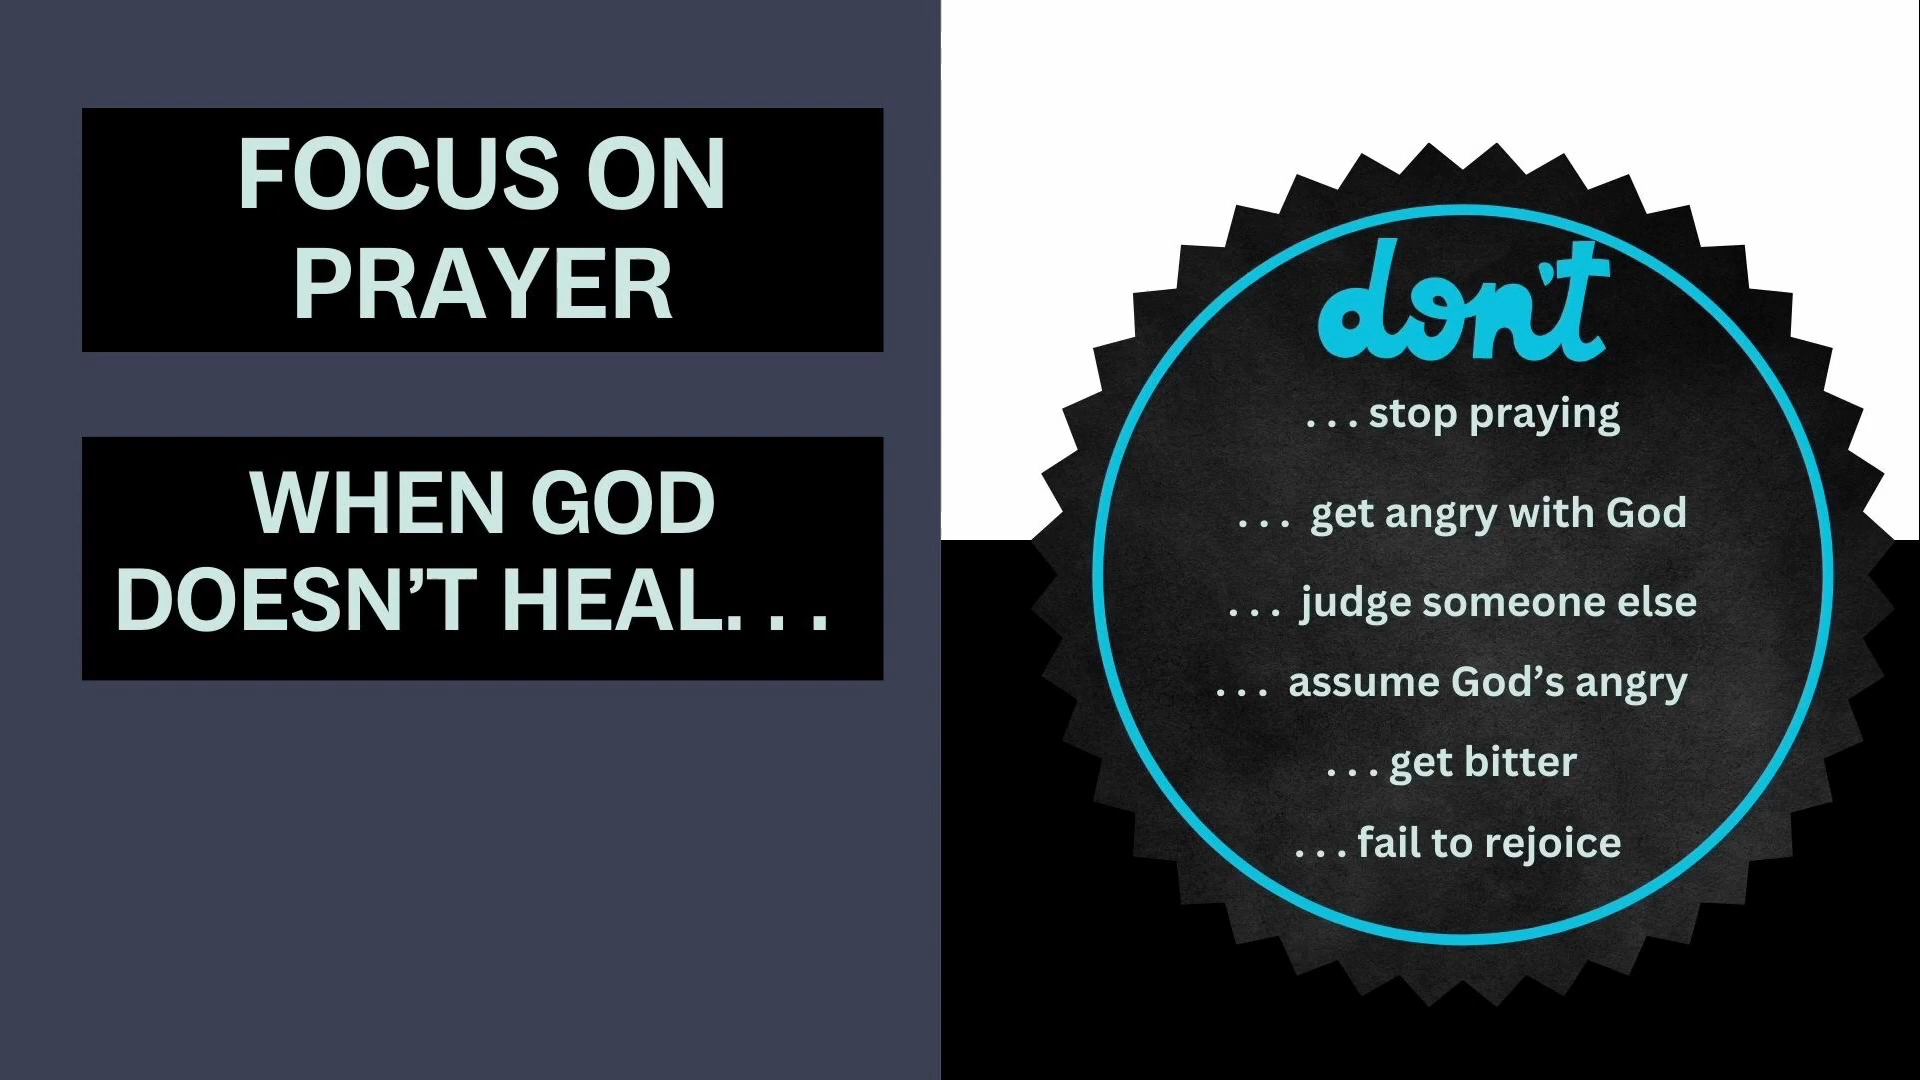 FOCUS ON
PRAYER
WHEN GOD
DOESN’T HEAL. . .
don't
. . . stop praying
. . . get angry with God
. . . judge someone else
. . . assume God’s angry
. . . get bitter
. . . fail to rejoice